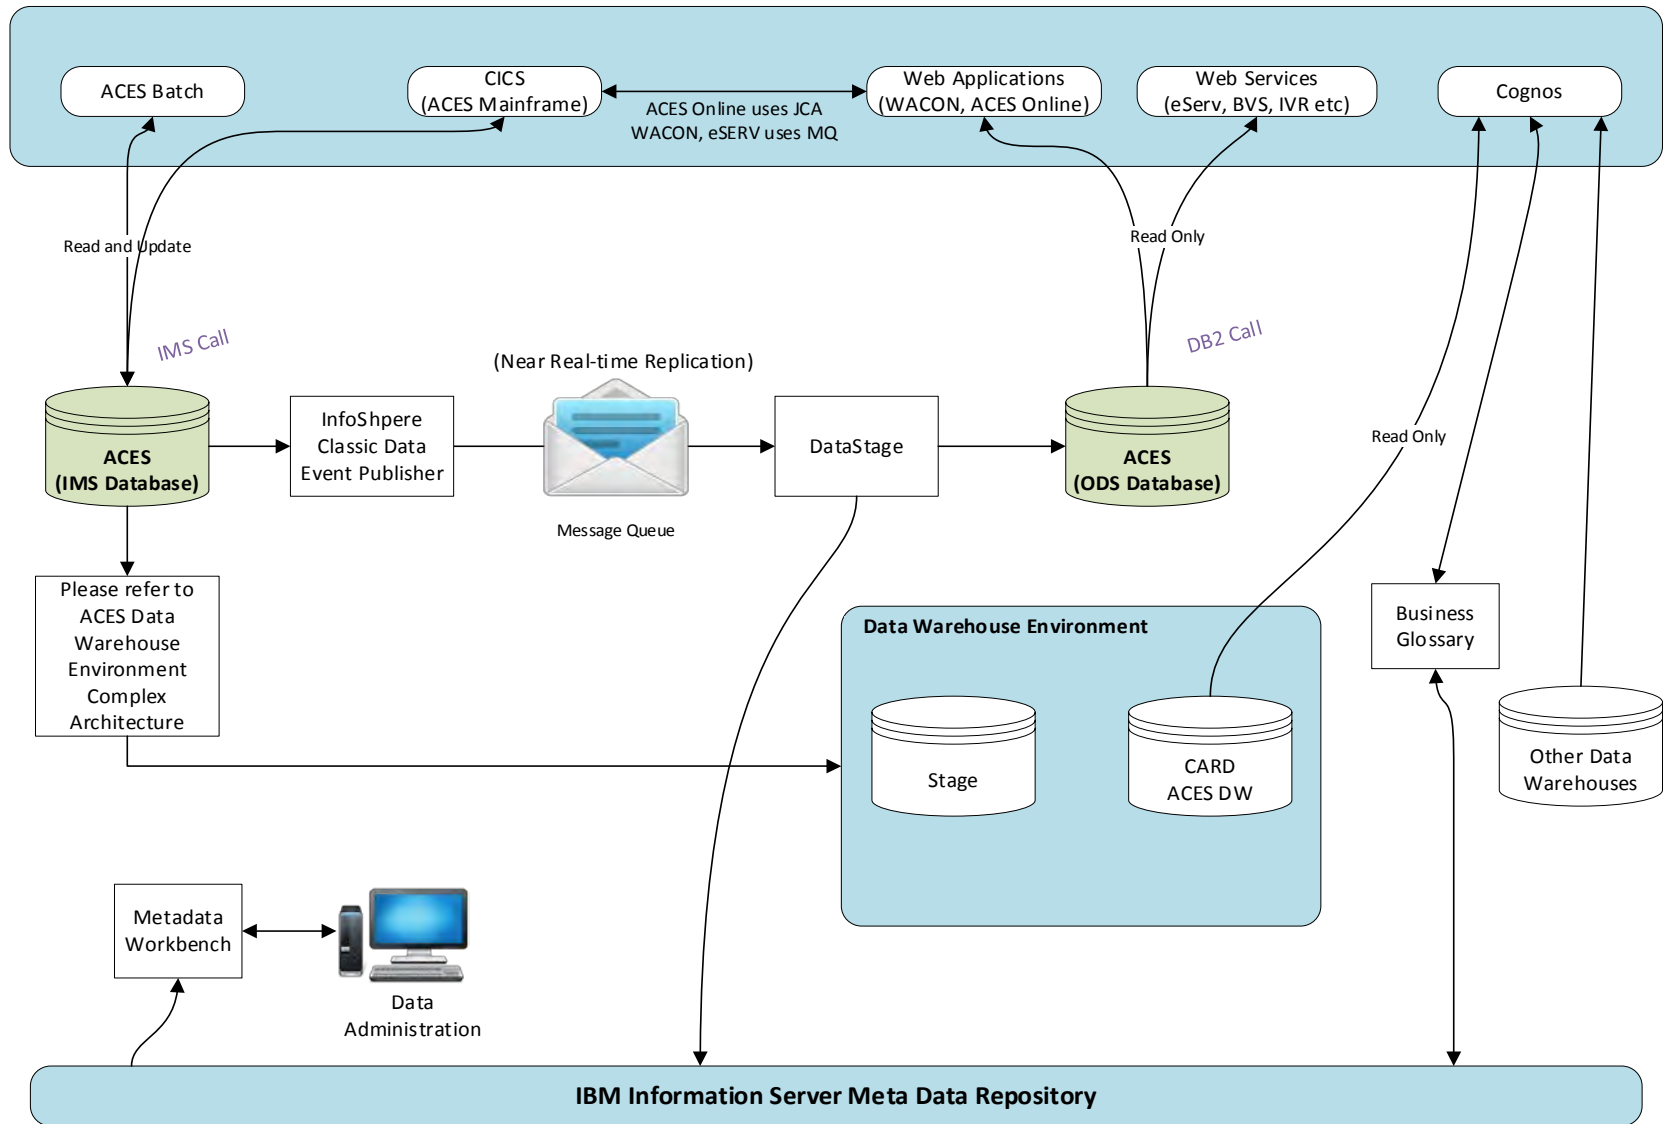 ACES Batch
CICS
(ACES Mainframe)
ACES Online uses JCA
WACON, eSERV uses MQ
Web Applications
(WACON, ACES Online)
Web Services
(eServ, BVS, IVR etc)
Cognos
Read and Update
Read Only
IMS Call
DB2 Call
(Near Real-time Replication)
ACES
(IMS Database)
InfoShpere
Classic Data
Event Publisher
Message Queue
DataStage
ACES
(ODS Database)
Read Only
Please refer to
ACES Data
Warehouse
Environment
Complex
Architecture
Data Warehouse Environment
Stage
CARD
ACES DW
Business
Glossary
Other Data
Warehouses
Metadata
Workbench
Data
Administration
IBM Information Server Meta Data Repository